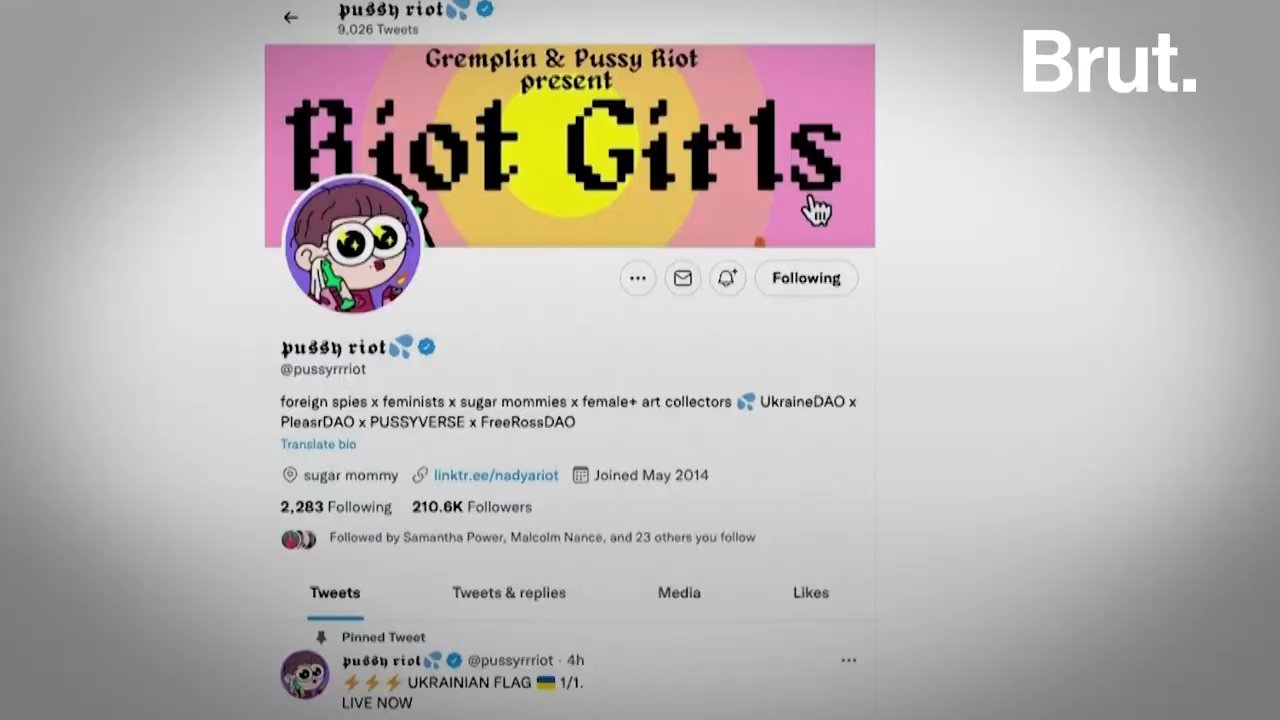 pussy riot💦
9,026 Tweets
Brut.
Gremplin & Pussy Riot
present
Riot Girls
Following
pussy riot💦
@pussyrrriot
foreign spies x feminists x sugar mommies x female+ art collectors 💦 UkraineDAO x
PleasrDAO x PUSSYVERSE x FreeRossDAO
Translate bio
sugar mommy linktr.ee/nadyariot Joined May 2014
2,283 Following 210.6K Followers
Followed by Samantha Power, Malcolm Nance, and 23 others you follow
Tweets Tweets & replies Media Likes
Pinned Tweet
pussy riot💦 @pussyrrriot · 4h
⚡⚡⚡ UKRAINIAN FLAG 🇺🇦 1/1.
LIVE NOW